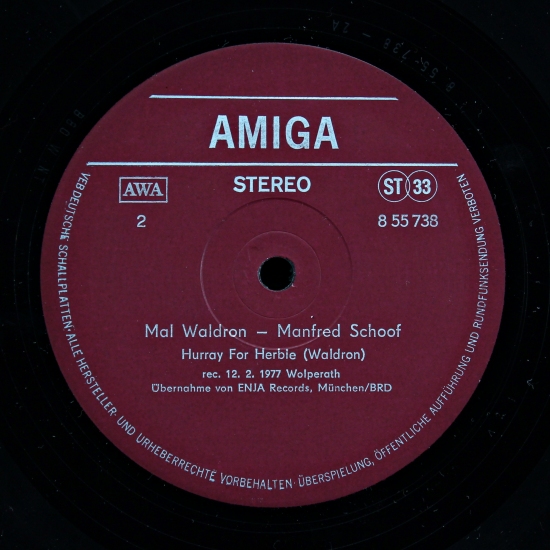 AMIGA
AWA
STEREO
ST 33
2
8 55 738
Mal Waldron – Manfred Schoof
Hurray For Herble (Waldron)
rec. 12. 2. 1977 Wolperath
Übernahme von ENJA Records, München/BRD
VEB DEUTSCHE SCHALLPLATTEN · ALLE HERSTELLER- UND URHEBERRECHTE VORBEHALTEN · ÜBERSPIELUNG, ÖFFENTLICHE AUFFÜHRUNG UND RUNDFUNKSENDUNG VERBOTEN